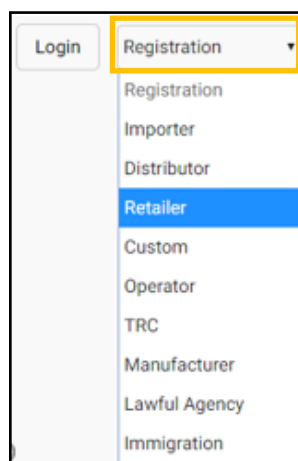 Login
Registration
Registration
Importer
Distributor
Retailer
Custom
Operator
TRC
Manufacturer
Lawful Agency
Immigration